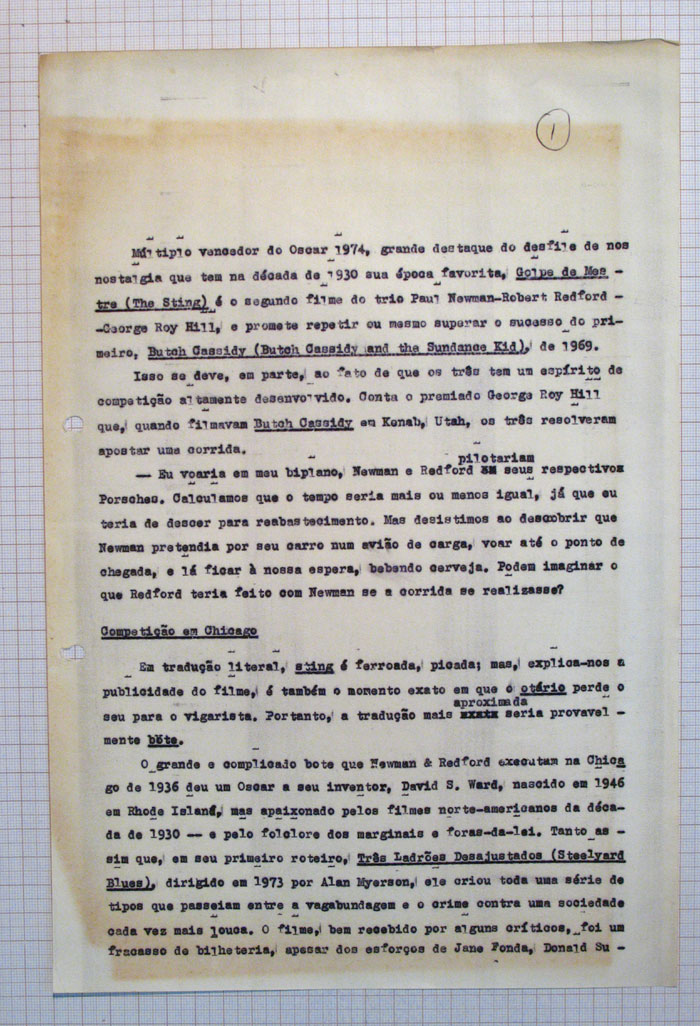 1
Múltiplo vencedor do Oscar 1974, grande destaque do desfile de nos
nostalgia que tem na década de 1930 sua época favorita, Golpe de Mes -
tre (The Sting) é o segundo filme do trio Paul Newman-Robert Redford -
-George Roy Hill, e promete repetir ou mesmo superar o sucesso do pri-
meiro, Butch Cassidy (Butch Cassidy and the Sundance Kid), de 1969.
Isso se deve, em parte, ao fato de que os três tem um espírito de
competição altamente desenvolvido. Conta o premiado George Roy Hill
que, quando filmavam Butch Cassidy em Kenab, Utah, os três resolveram
apostar uma corrida.
pilotariam
— Eu voaria em meu biplano, Newman e Redford em seus respectivos
Porsches. Calculamos que o tempo seria mais ou menos igual, já que eu
teria de descer para reabastecimento. Mas desistimos ao descobrir que
Newman pretendia por seu carro num avião de carga, voar até o ponto de
chegada, e lá ficar à nossa espera, bebendo cerveja. Podem imaginar o
que Redford teria feito com Newman se a corrida se realizasse?
Competição em Chicago
Em tradução literal, sting é ferroada, picada; mas, explica-nos a
publicidade do filme, é também o momento exato em que o otário perde o
aproximada
seu para o vigarista. Portanto, a tradução mais seria provavel -
mente bote.
O grande e complicado bote que Newman & Redford executam na Chica
go de 1936 deu um Oscar a seu inventor, David S. Ward, nascido em 1946
em Rhode Island, mas apaixonado pelos filmes norte-americanos da déca-
da de 1930 — e pelo folclore dos marginais e foras-da-lei. Tanto as -
sim que, em seu primeiro roteiro, Três Ladrões Desajustados (Steelyard
Blues), dirigido em 1973 por Alan Myerson, ele criou toda uma série de
tipos que passeiam entre a vagabundagem e o crime contra uma sociedade
cada vez mais louca. O filme, bem recebido por alguns críticos, foi um
fracasso de bilheteria, apesar dos esforços de Jane Fonda, Donald Su -